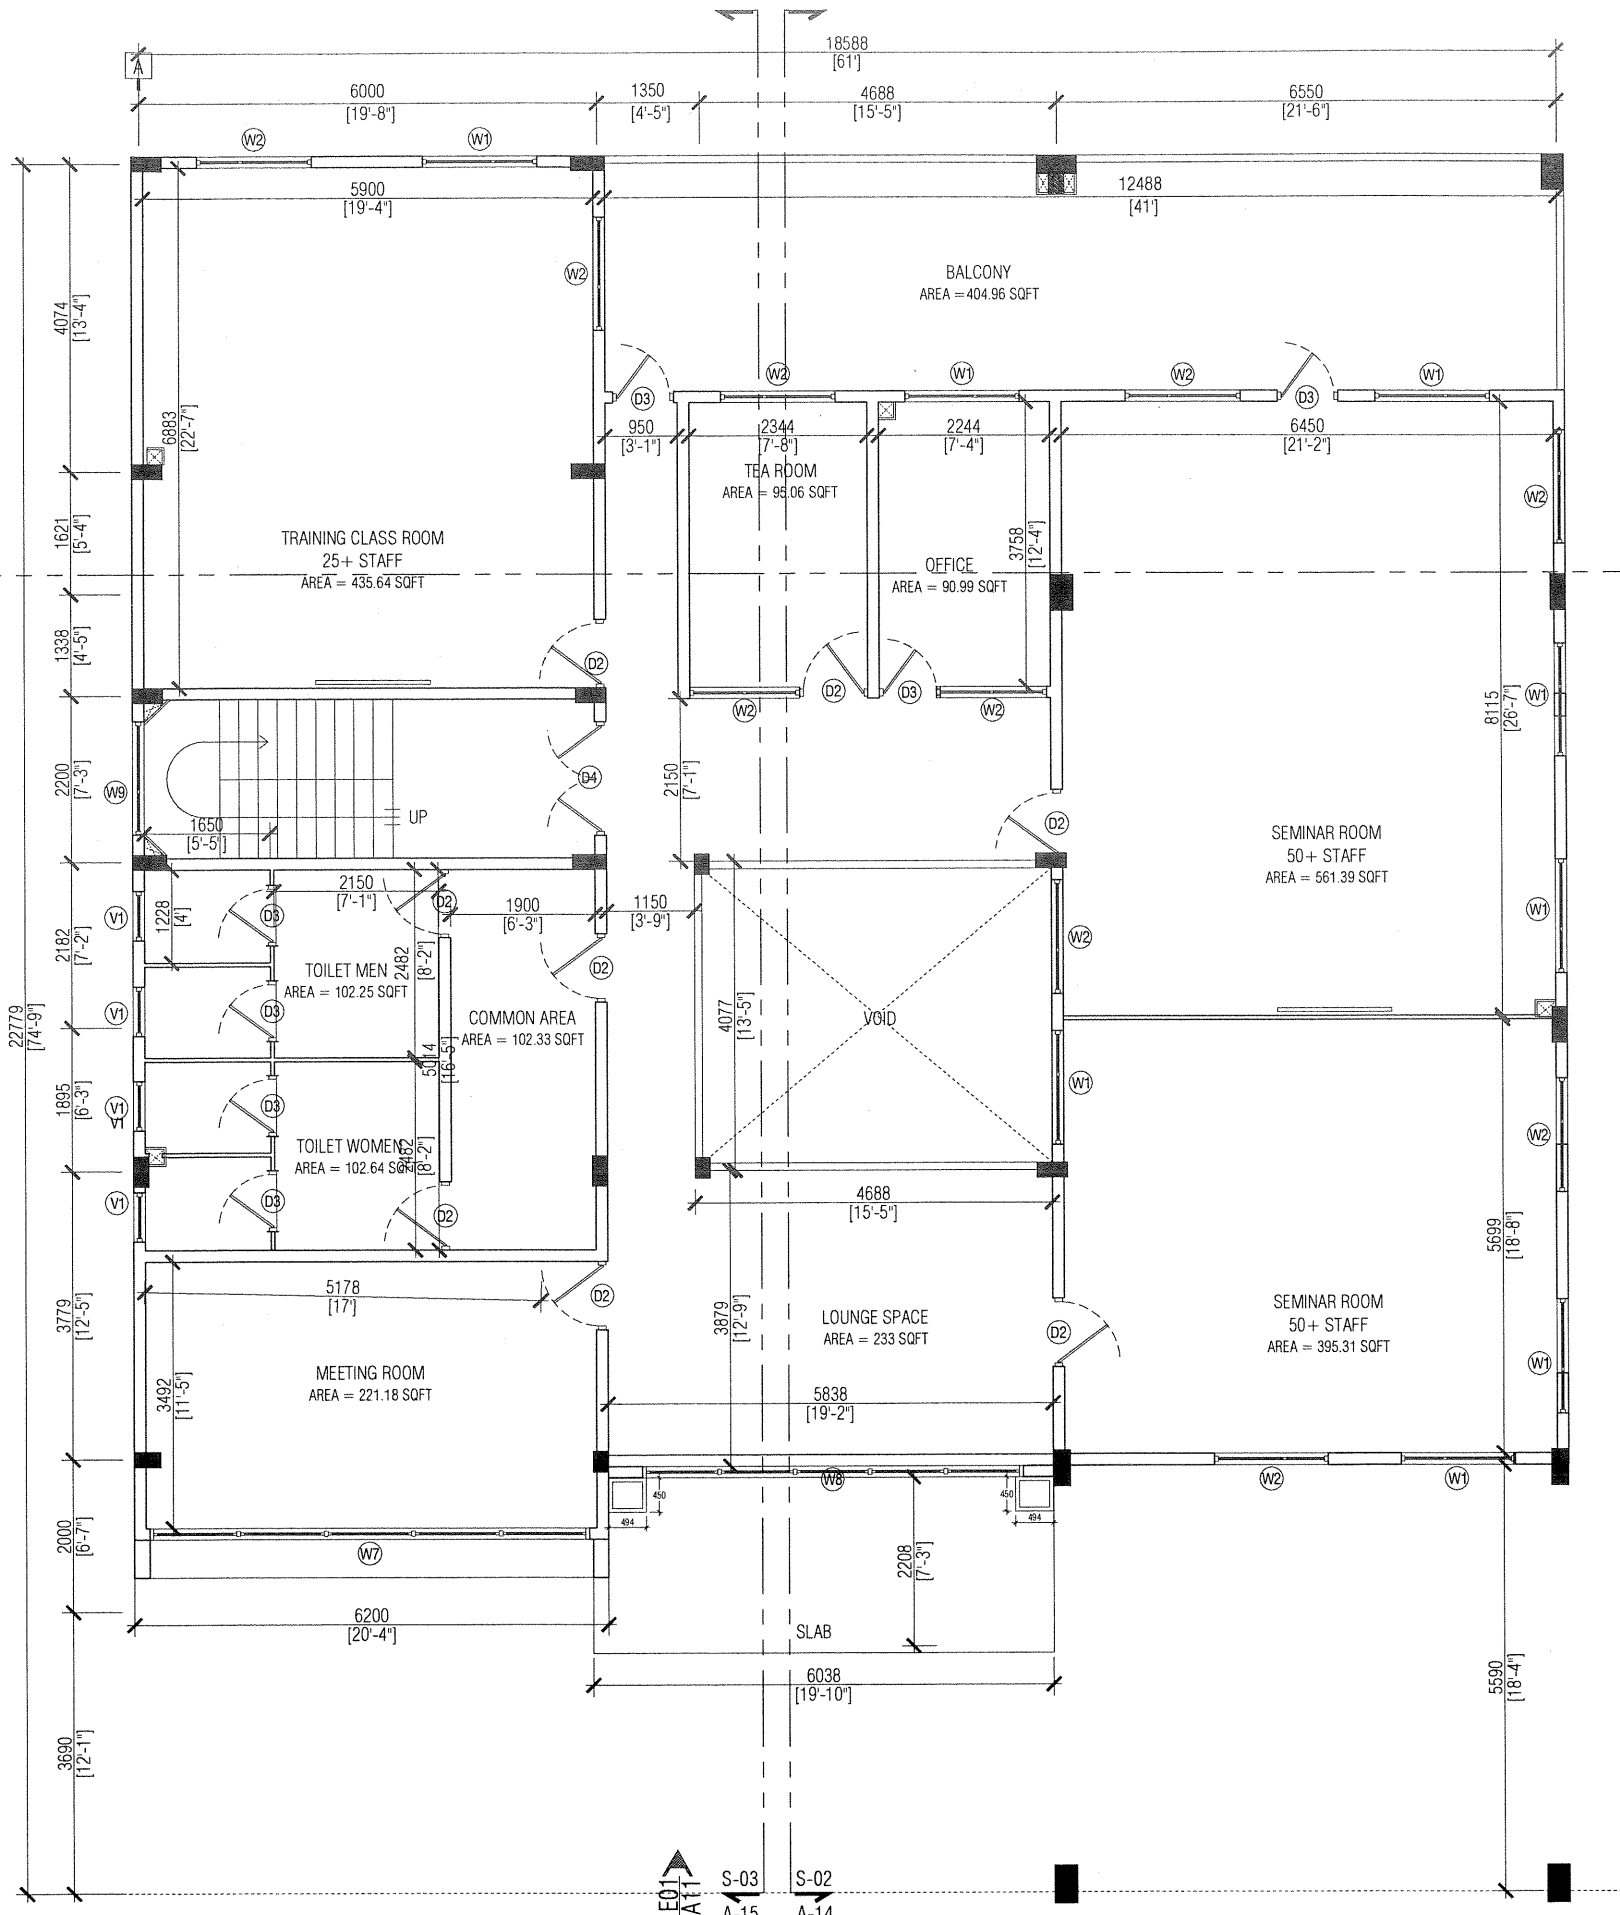 18588
[61']
A
6000
[19'-8"]
1350
[4'-5"]
4688
[15'-5"]
6550
[21'-6"]
W2
W1
5900
[19'-4"]
12488
[41']
W2
BALCONY
AREA =404.96 SQFT
4074
[13'-4"]
W2
W1
W2
W1
D3
D3
6883
[22'-7"]
950
[3'-1"]
2344
[7'-8"]
2244
[7'-4"]
6450
[21'-2"]
TEA ROOM
AREA = 95.06 SQFT
W2
1621
[5'-4"]
TRAINING CLASS ROOM
25+ STAFF
AREA = 435.64 SQFT
3758
[12'-4"]
OFFICE
AREA = 90.99 SQFT
1338
[4'-5"]
D2
D2
D3
W2
W2
W1
8115
[26'-7"]
2200
[7'-3"]
W9
D4
2150
[7'-1"]
UP
1650
[5'-5"]
D2
SEMINAR ROOM
50+ STAFF
AREA = 561.39 SQFT
2150
[7'-1"]
D2
1900
[6'-3"]
1150
[3'-9"]
V1
1228
[4']
D3
W1
2182
[7'-2"]
W2
2482
[8'-2"]
D2
TOILET MEN
AREA = 102.25 SQFT
V1
D3
COMMON AREA
AREA = 102.33 SQFT
4077
[13'-5"]
VOID
22779
[74'-9"]
5014
[16'-5"]
1895
[6'-3"]
W1
V1
V1
D3
W2
TOILET WOMEN
AREA = 102.64 SQFT
2482
[8'-2"]
V1
D3
D2
4688
[15'-5"]
5699
[18'-8"]
5178
[17']
D2
3779
[12'-5"]
3879
[12'-9"]
LOUNGE SPACE
AREA = 233 SQFT
D2
SEMINAR ROOM
50+ STAFF
AREA = 395.31 SQFT
W1
MEETING ROOM
AREA = 221.18 SQFT
3492
[11'-5"]
5838
[19'-2"]
W8
W2
W1
450
494
450
494
2000
[6'-7"]
W7
2208
[7'-3"]
6200
[20'-4"]
SLAB
6038
[19'-10"]
5590
[18'-4"]
3690
[12'-1"]
E01
A11
S-03
S-02
A-15
A-14